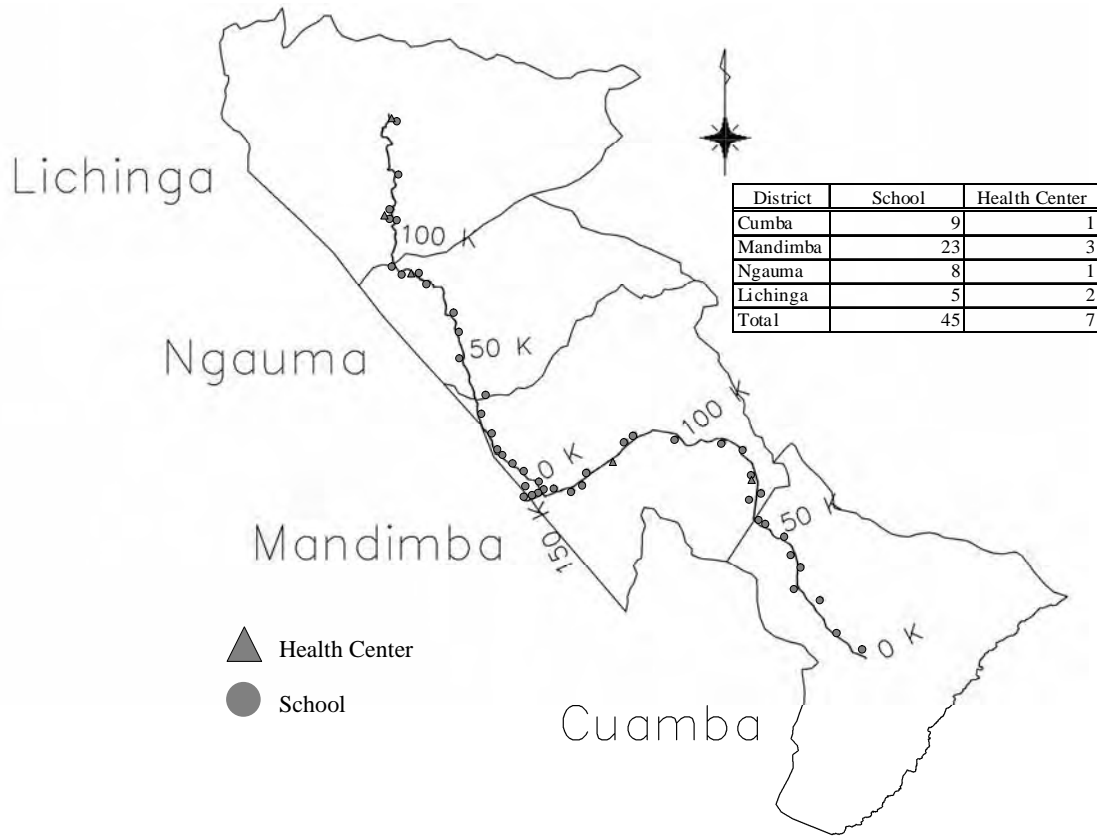 Lichinga
100 K
District School Health Center
Cumba 9 1
Mandimba 23 3
Ngauma 8 1
Lichinga 5 2
Total 45 7
Ngauma
50 K
100 K
0 K
150 K
50 K
Mandimba
0 K
Health Center
School
Cuamba